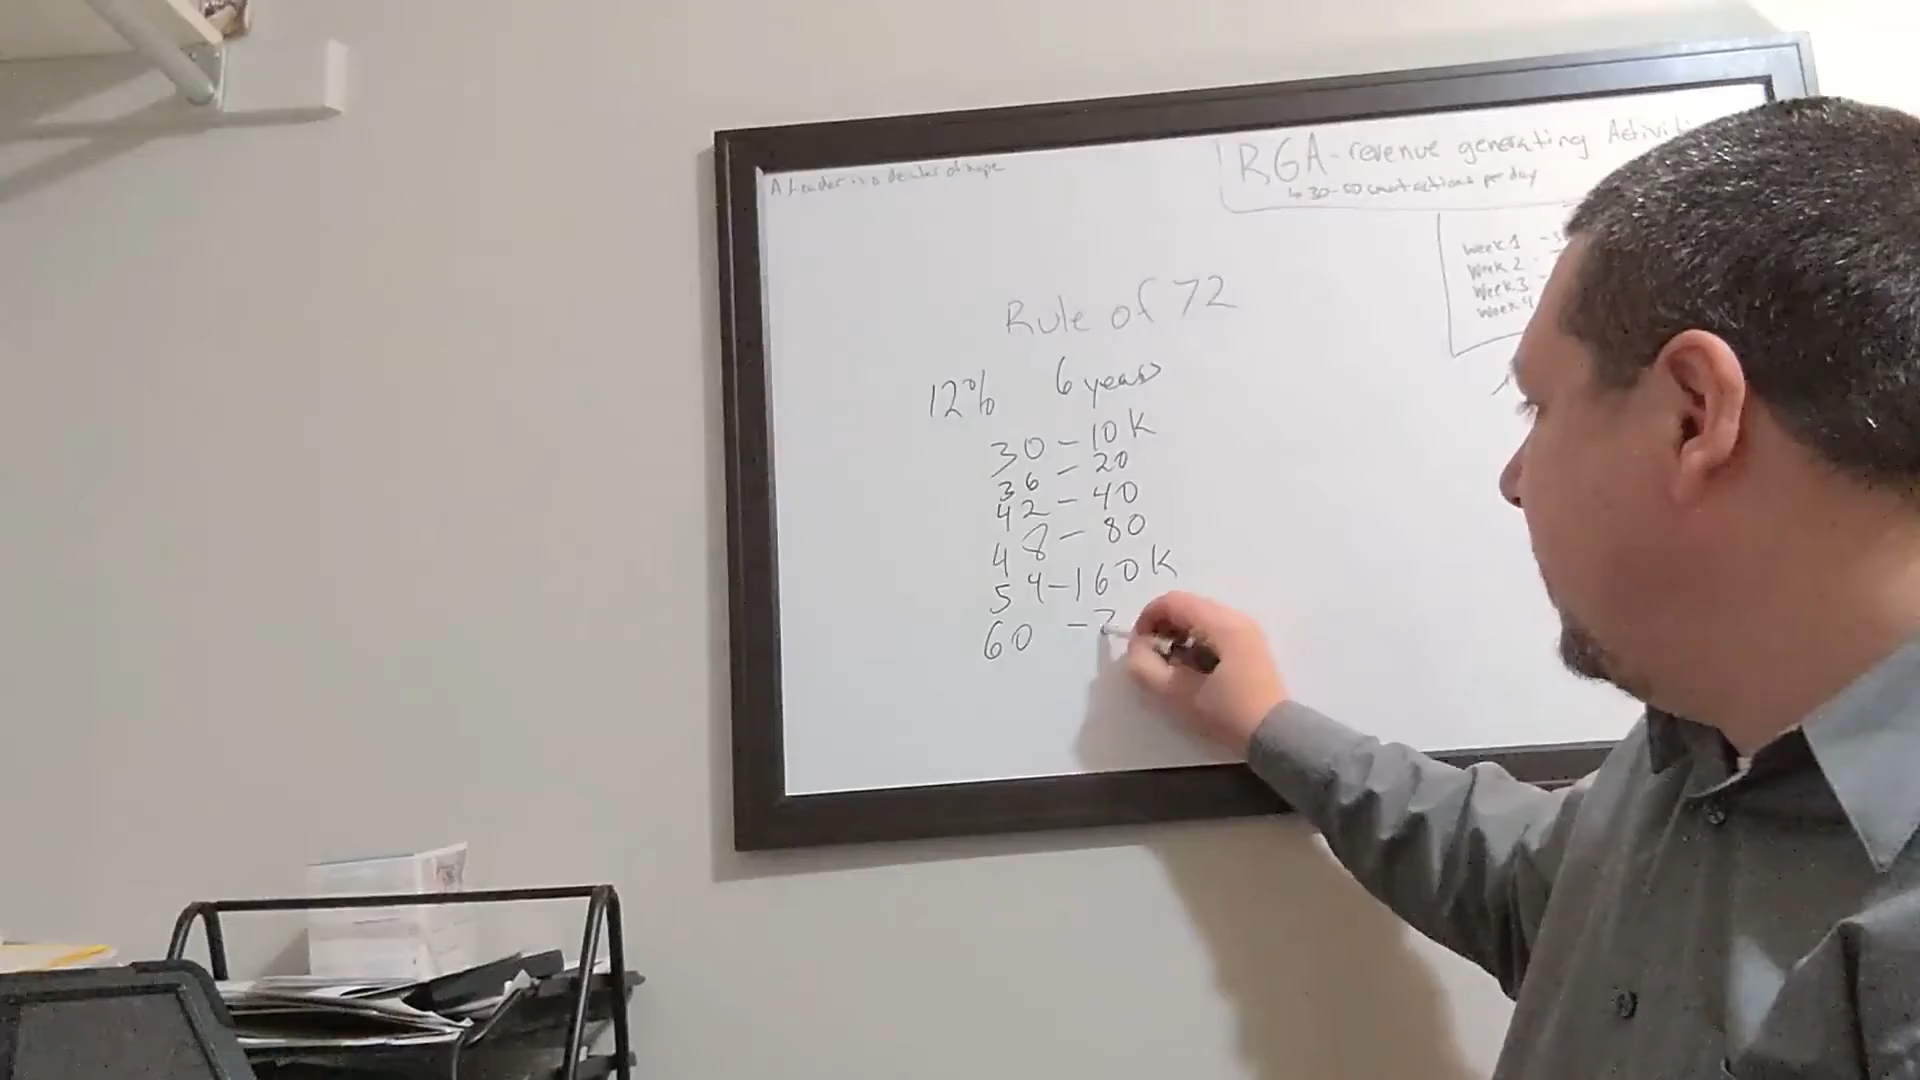 A Leader is a dealer of hope
RGA - revenue generating Activiti
↳ 30-50 contactions per day
Week 1 -
Week 2 -
Week 3 -
Week 4
Rule of 72
12% 6 years
30 - 10K
36 - 20
42 - 40
48 - 80
54 - 160K
60 - 3